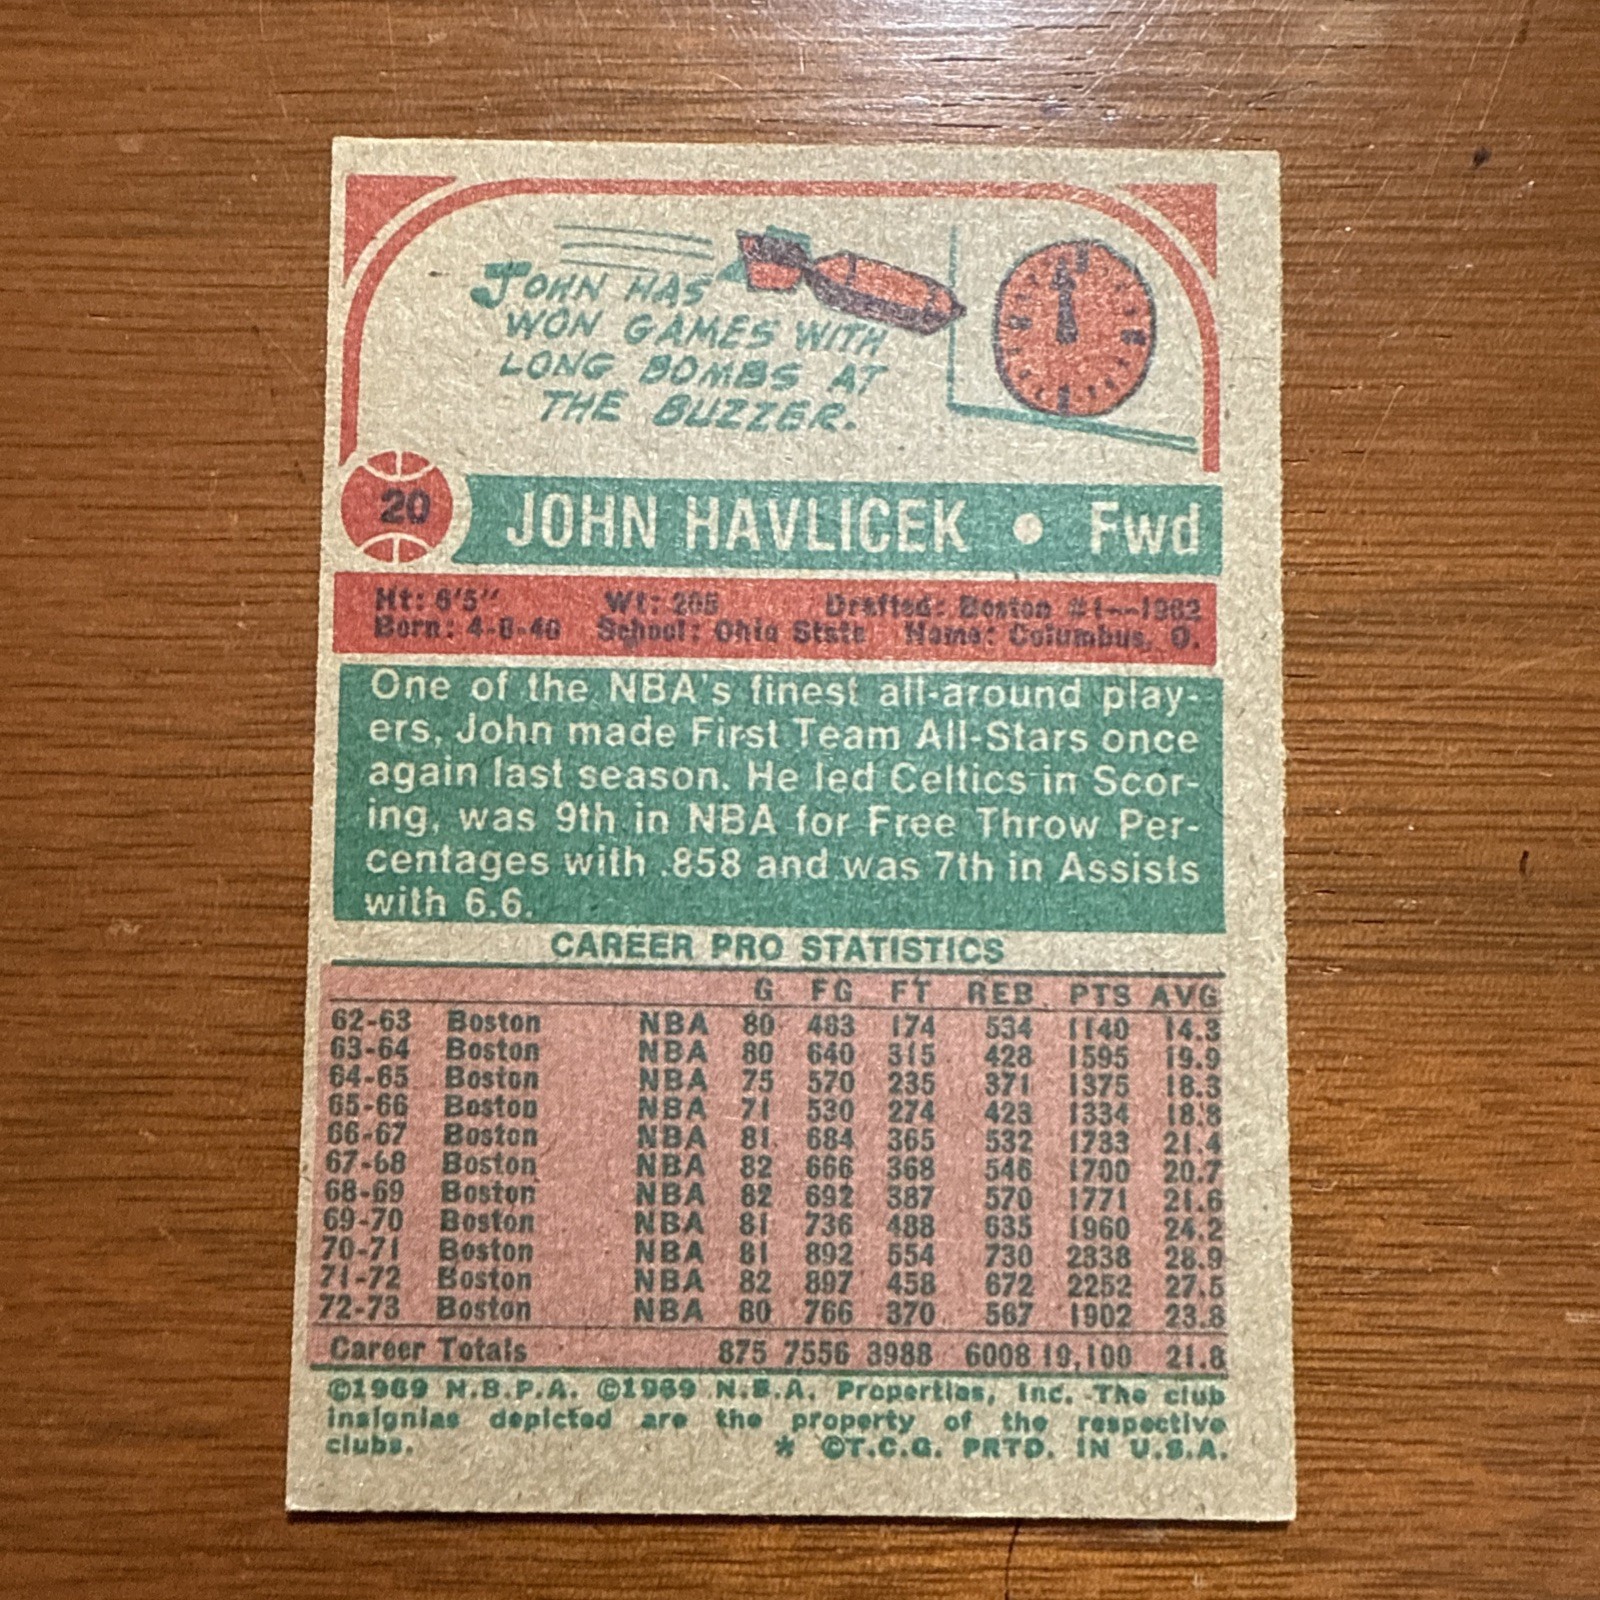 JOHN HAS
WON GAMES WITH
LONG BOMBS AT
THE BUZZER.
20 JOHN HAVLICEK • Fwd
Ht: 6'5" Wt: 205 Drafted: Boston #1--1962
Born: 4-8-40 School: Ohio State Home: Columbus, O.
One of the NBA's finest all-around play-
ers, John made First Team All-Stars once
again last season. He led Celtics in Scor-
ing, was 9th in NBA for Free Throw Per-
centages with .858 and was 7th in Assists
with 6.6.
CAREER PRO STATISTICS
G FG FT REB PTS AVG
62-63 Boston NBA 80 483 174 534 1140 14.3
63-64 Boston NBA 80 640 315 428 1595 19.9
64-65 Boston NBA 75 570 235 371 1375 18.3
65-66 Boston NBA 71 530 274 423 1334 18.8
66-67 Boston NBA 81 684 365 532 1733 21.4
67-68 Boston NBA 82 666 368 546 1700 20.7
68-69 Boston NBA 82 692 387 570 1771 21.6
69-70 Boston NBA 81 736 488 635 1960 24.2
70-71 Boston NBA 81 892 554 730 2338 28.9
71-72 Boston NBA 82 897 458 672 2252 27.5
72-73 Boston NBA 80 766 370 567 1902 23.8
Career Totals 875 7556 3988 6008 19,100 21.8
©1969 N.B.P.A. ©1969 N.B.A. Properties, Inc. The club
insignias depicted are the property of the respective
clubs. * ©T.C.G. PRTD. IN U.S.A.